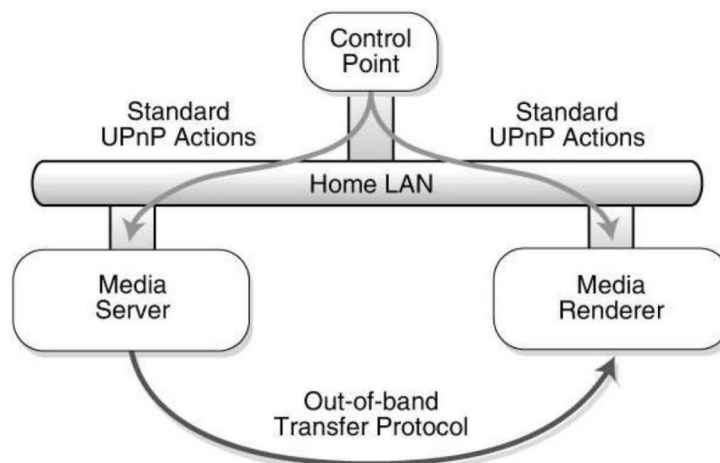 Control
Point
Standard
UPnP Actions
Standard
UPnP Actions
Home LAN
Media
Server
Media
Renderer
Out-of-band
Transfer Protocol